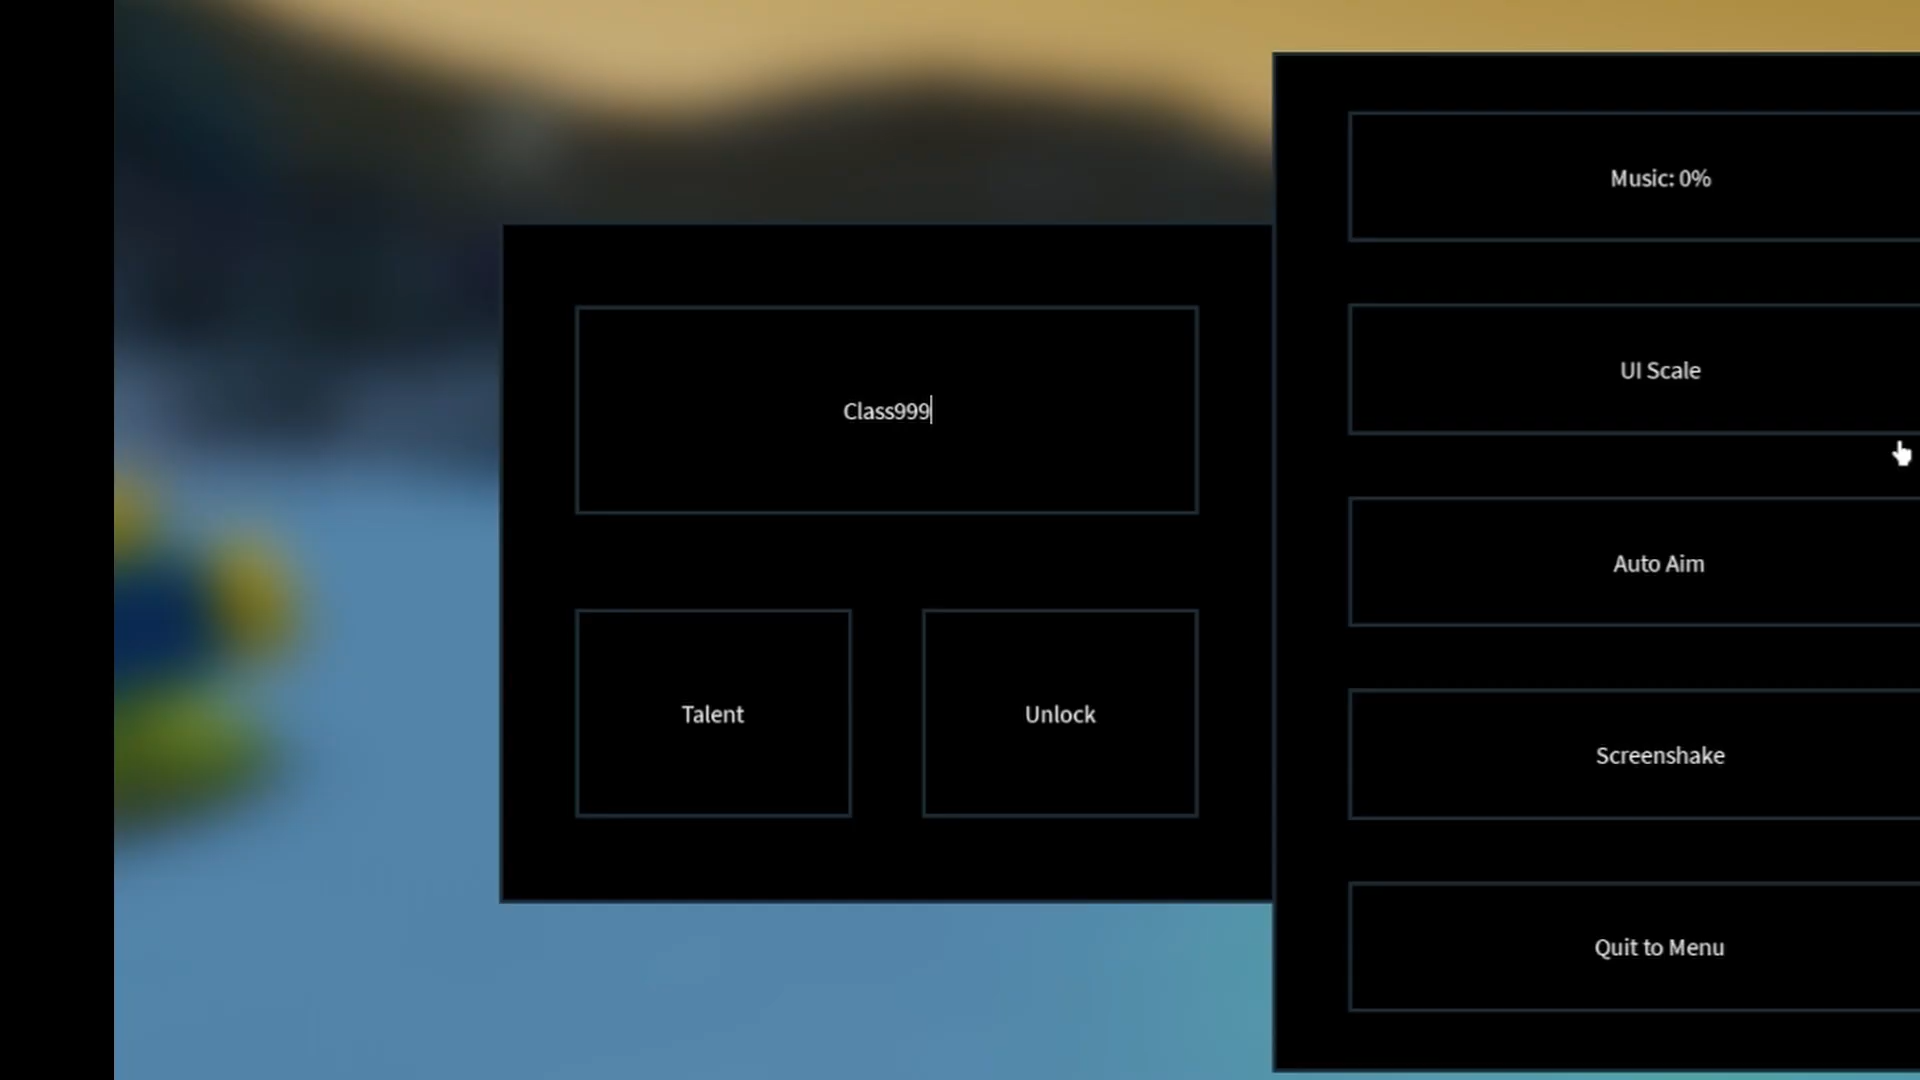 Class999
Talent
Unlock
Music: 0%
UI Scale
Auto Aim
Screenshake
Quit to Menu